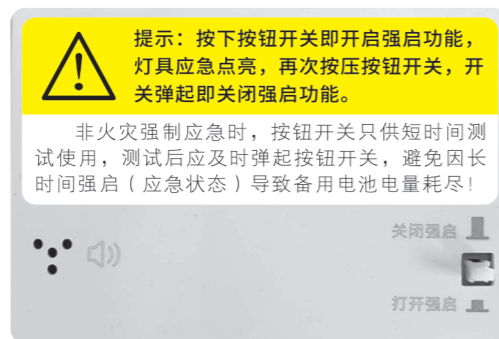 提示：按下按钮开关即开启强启功能，
灯具应急点亮，再次按压按钮开关，开
关弹起即关闭强启功能。
非火灾强制应急时，按钮开关只供短时间测
试使用，测试后应及时弹起按钮开关，避免因长
时间强启（应急状态）导致备用电池电量耗尽！
关闭强启
打开强启